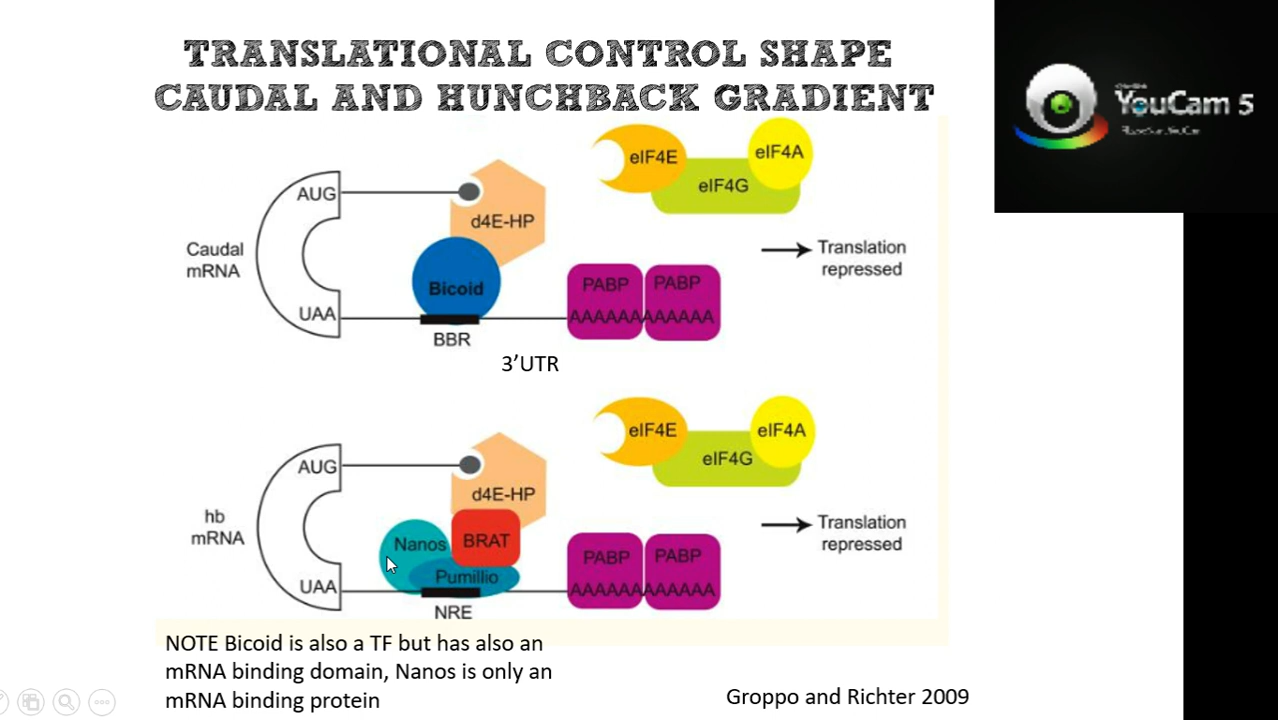 TRANSLATIONAL CONTROL SHAPE
CAUDAL AND HUNCHBACK GRADIENT
YouCam 5
eIF4E
eIF4A
eIF4G
AUG
d4E-HP
Caudal
mRNA
Bicoid
Translation
repressed
PABP
PABP
UAA
AAAAAAAAAAAAA
BBR
3’UTR
eIF4E
eIF4A
eIF4G
AUG
d4E-HP
hb
mRNA
Nanos
BRAT
Translation
repressed
PABP
PABP
Pumillio
UAA
AAAAAAAAAAAAA
NRE
NOTE Bicoid is also a TF but has also an
mRNA binding domain, Nanos is only an
mRNA binding protein
Groppo and Richter 2009